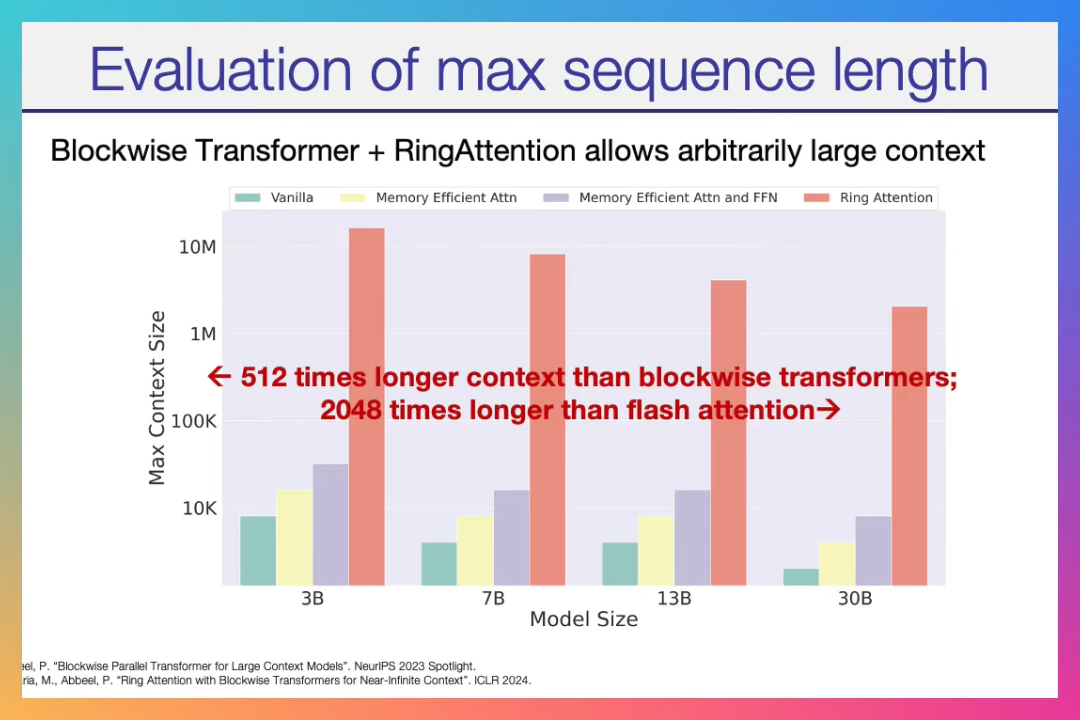 Evaluation of max sequence length
Blockwise Transformer + RingAttention allows arbitrarily large context
Vanilla Memory Efficient Attn Memory Efficient Attn and FFN Ring Attention
Max Context Size
10M
1M
100K
10K
← 512 times longer context than blockwise transformers;
2048 times longer than flash attention→
3B 7B 13B 30B
Model Size
eel, P. “Blockwise Parallel Transformer for Large Context Models”. NeurIPS 2023 Spotlight.
ria, M., Abbeel, P. “Ring Attention with Blockwise Transformers for Near-Infinite Context”. ICLR 2024.